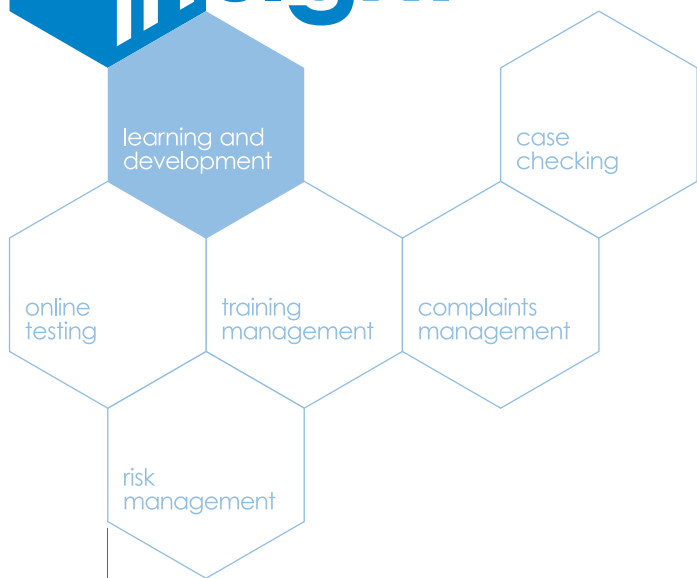 learning and
development
case
checking
online
testing
training
management
complaints
management
risk
management